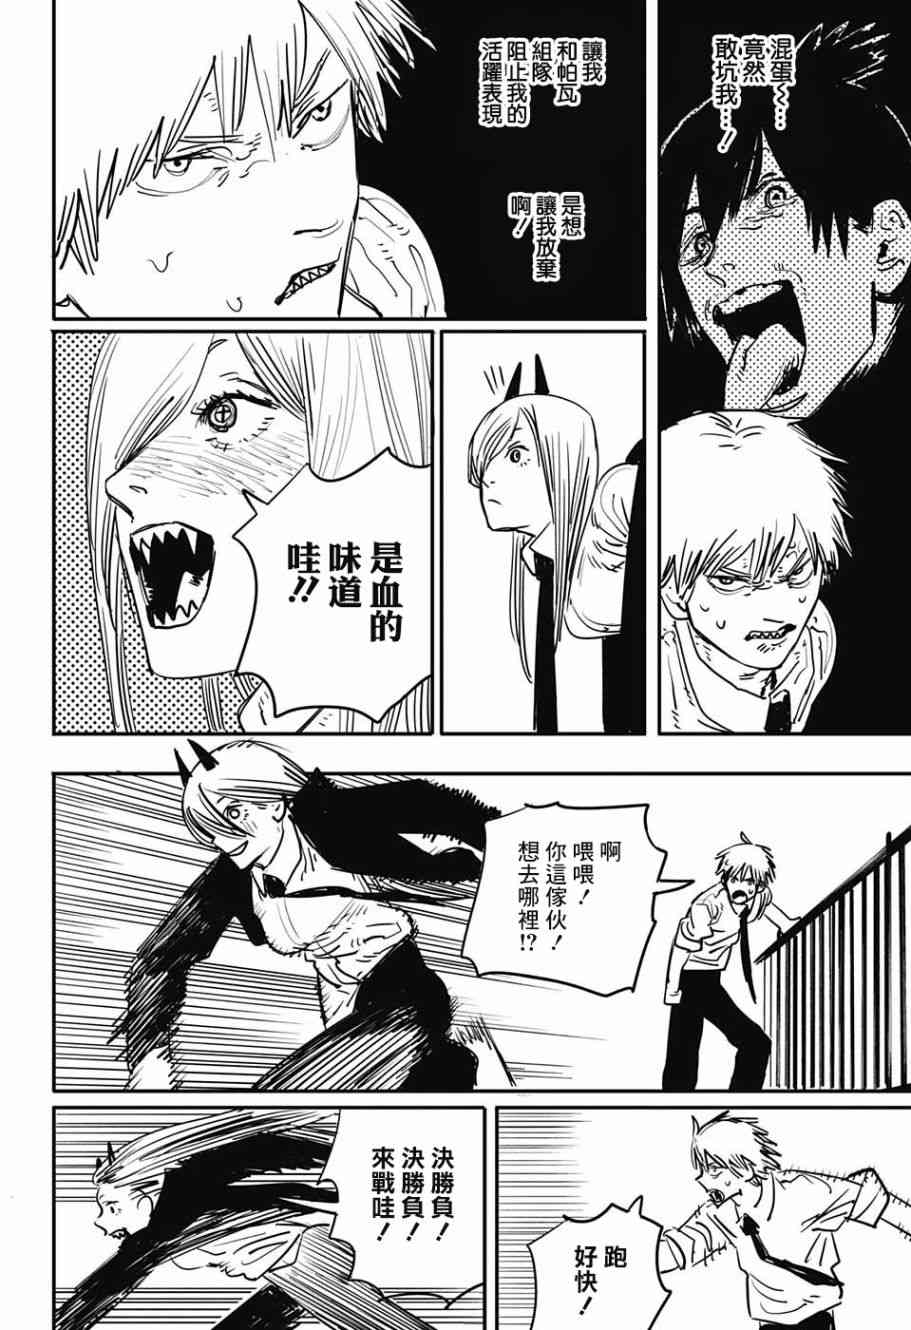 混蛋～…
竟然
敢坑我…！
讓我
和帕瓦
組隊
阻止我的
活躍表現
是想
讓我放棄
啊！
是血的
味道
哇!!
啊
喂喂！
你這傢伙！
想去哪裡!?
跑
好快！
決勝負！
決勝負！
來戰哇！